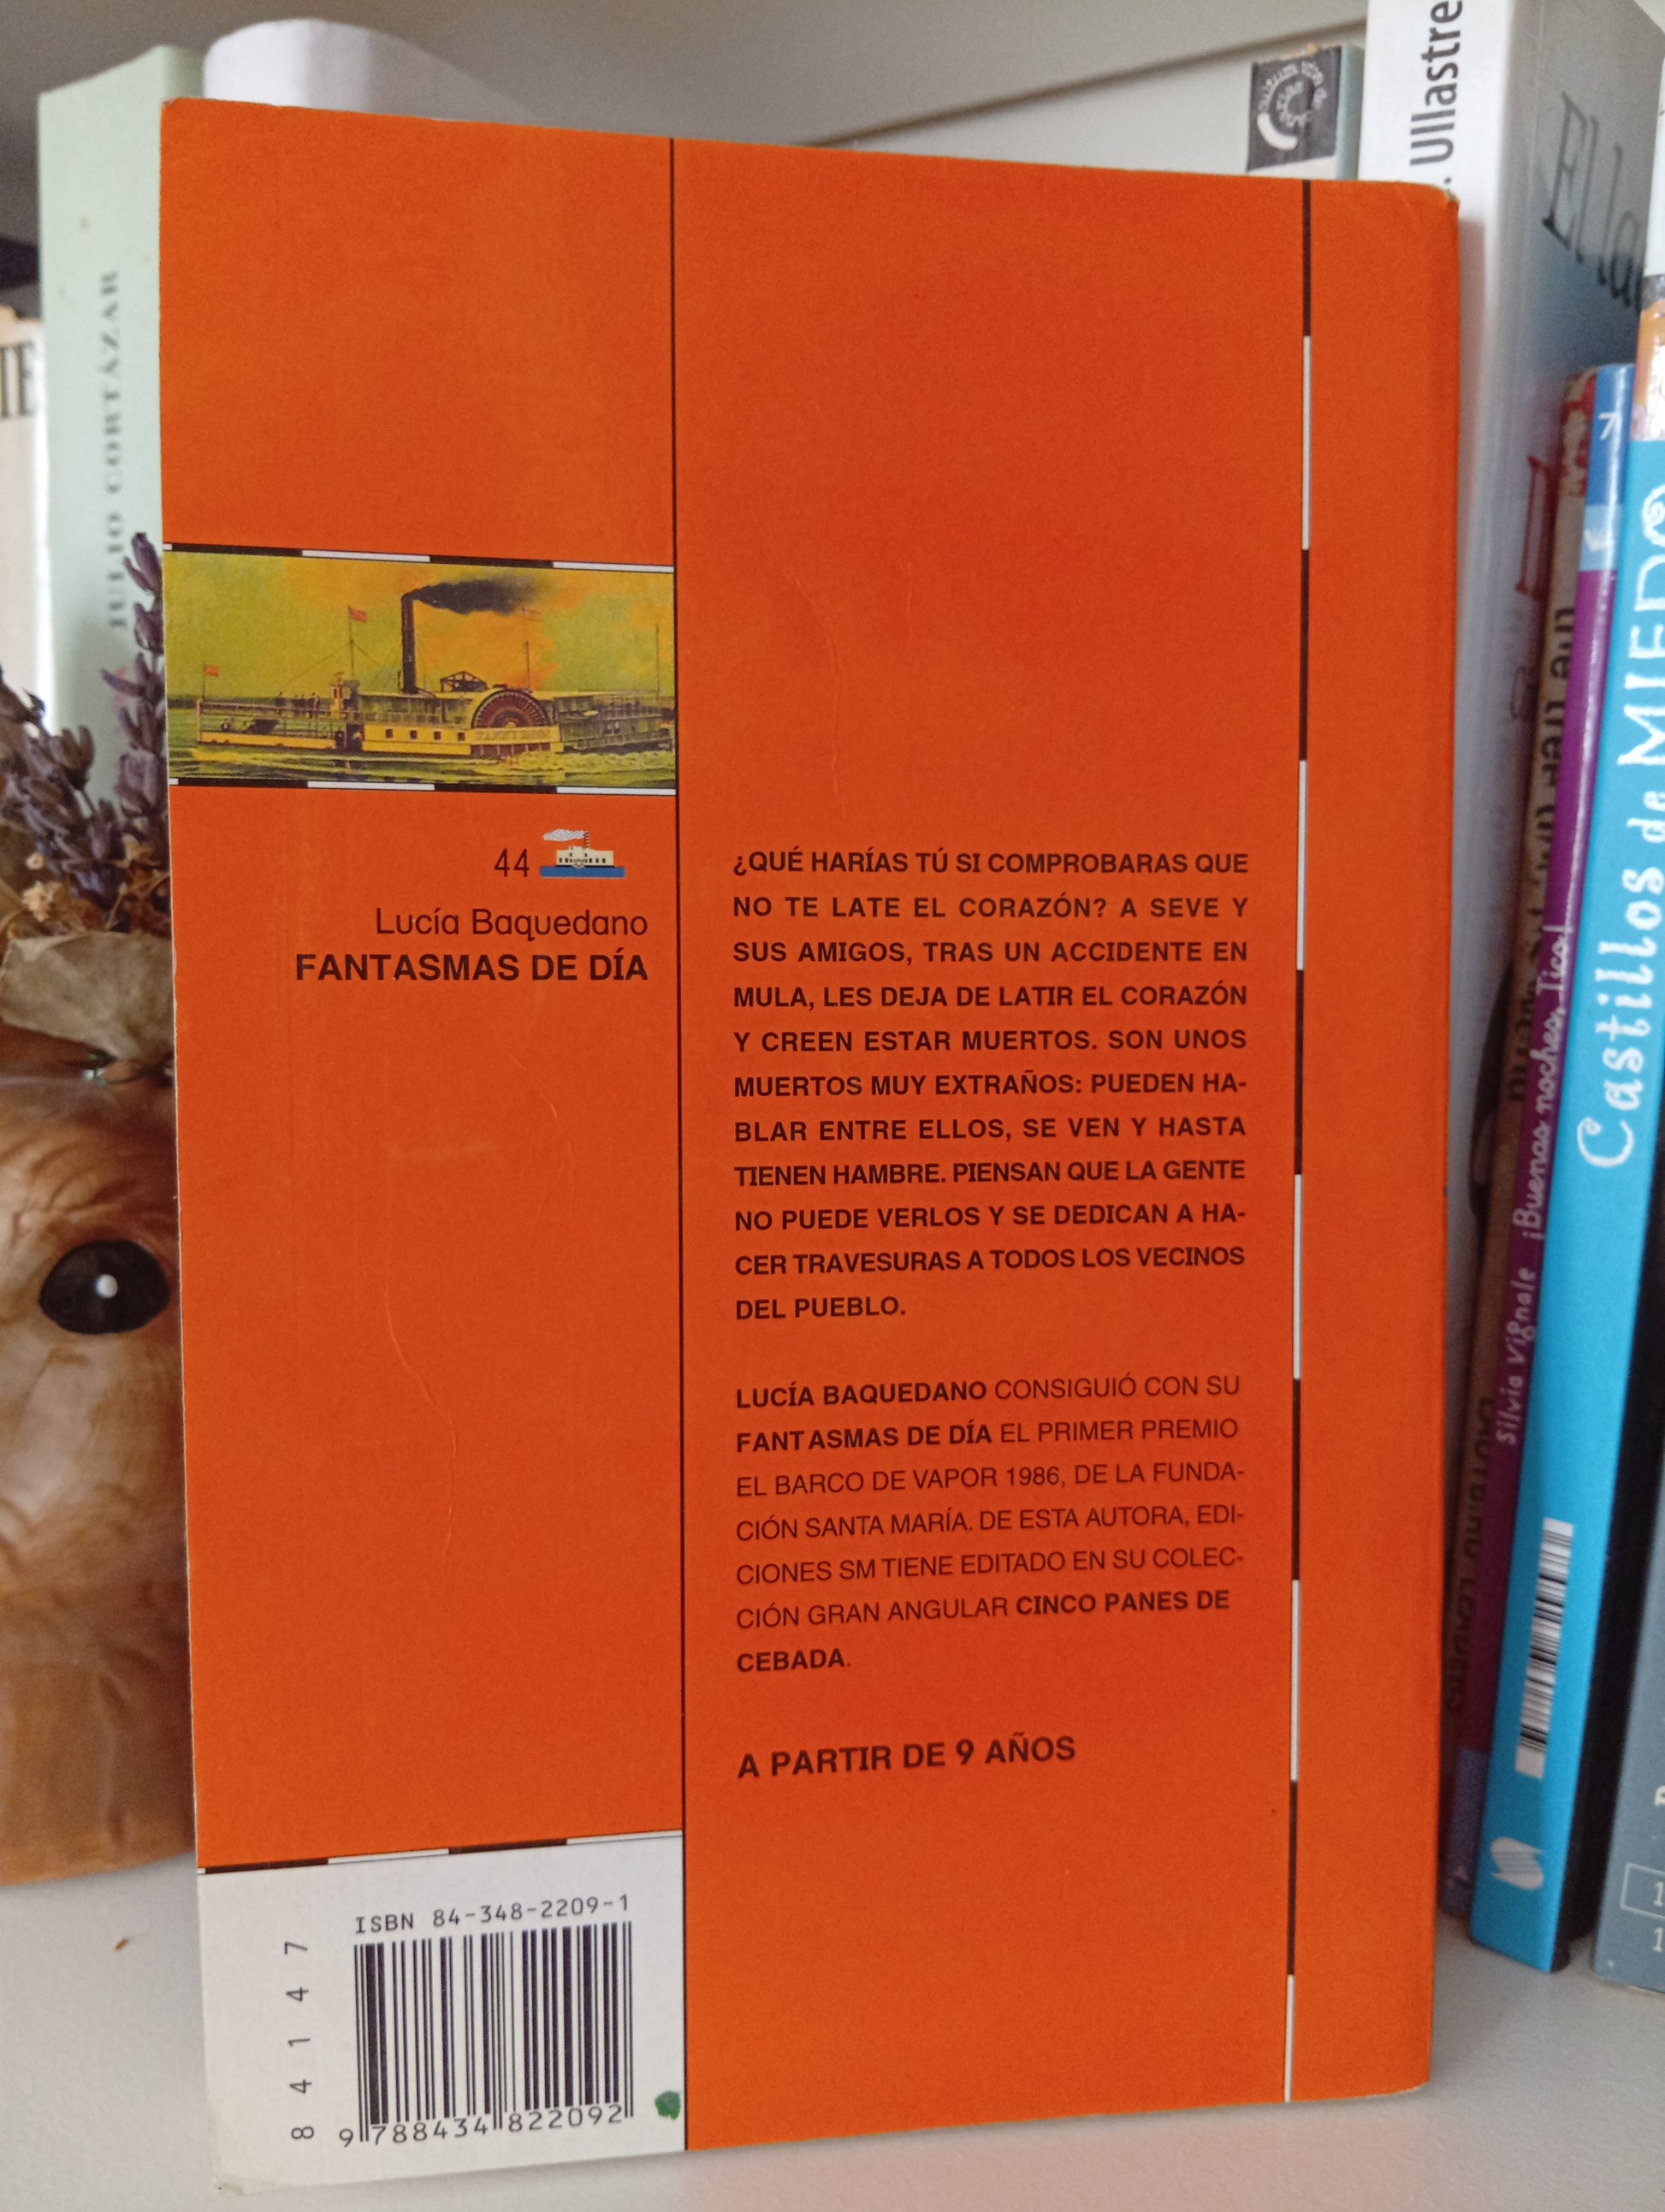 JULIO CORTÁZAR
. Ullastre
44
Lucía Baquedano
FANTASMAS DE DÍA
¿QUÉ HARÍAS TÚ SI COMPROBARAS QUE
NO TE LATE EL CORAZÓN? A SEVE Y
SUS AMIGOS, TRAS UN ACCIDENTE EN
MULA, LES DEJA DE LATIR EL CORAZÓN
Y CREEN ESTAR MUERTOS. SON UNOS
MUERTOS MUY EXTRAÑOS: PUEDEN HA-
BLAR ENTRE ELLOS, SE VEN Y HASTA
TIENEN HAMBRE. PIENSAN QUE LA GENTE
NO PUEDE VERLOS Y SE DEDICAN A HA-
CER TRAVESURAS A TODOS LOS VECINOS
DEL PUEBLO.
LUCÍA BAQUEDANO CONSIGUIÓ CON SU
FANTASMAS DE DÍA EL PRIMER PREMIO
EL BARCO DE VAPOR 1986, DE LA FUNDA-
CIÓN SANTA MARÍA. DE ESTA AUTORA, EDI-
CIONES SM TIENE EDITADO EN SU COLEC-
CIÓN GRAN ANGULAR CINCO PANES DE
CEBADA.
A PARTIR DE 9 AÑOS
ISBN 84-348-2209-1
84147
9 788434 822092
Silvia Vignale ¡Buenas noches, Tica!
Castillos de MIEDO
7